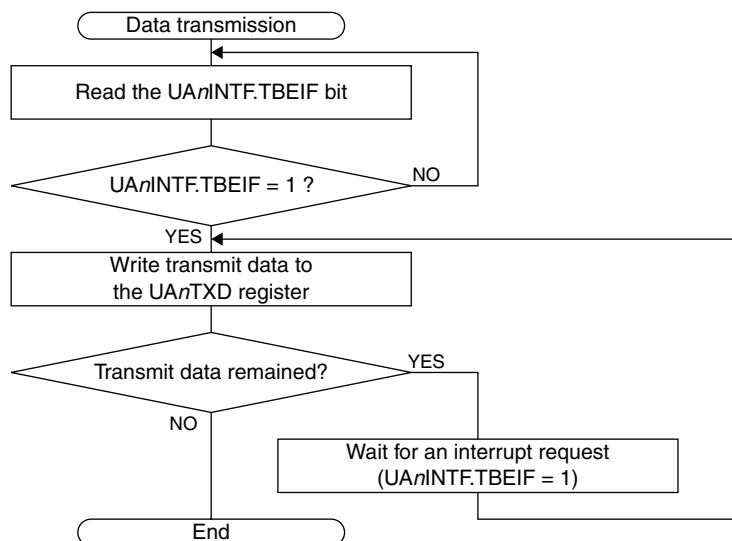 Data transmission
Read the UAnINTF.TBEIF bit
UAnINTF.TBEIF = 1 ?
NO
YES
Write transmit data to
the UAnTXD register
Transmit data remained?
YES
NO
Wait for an interrupt request
(UAnINTF.TBEIF = 1)
End